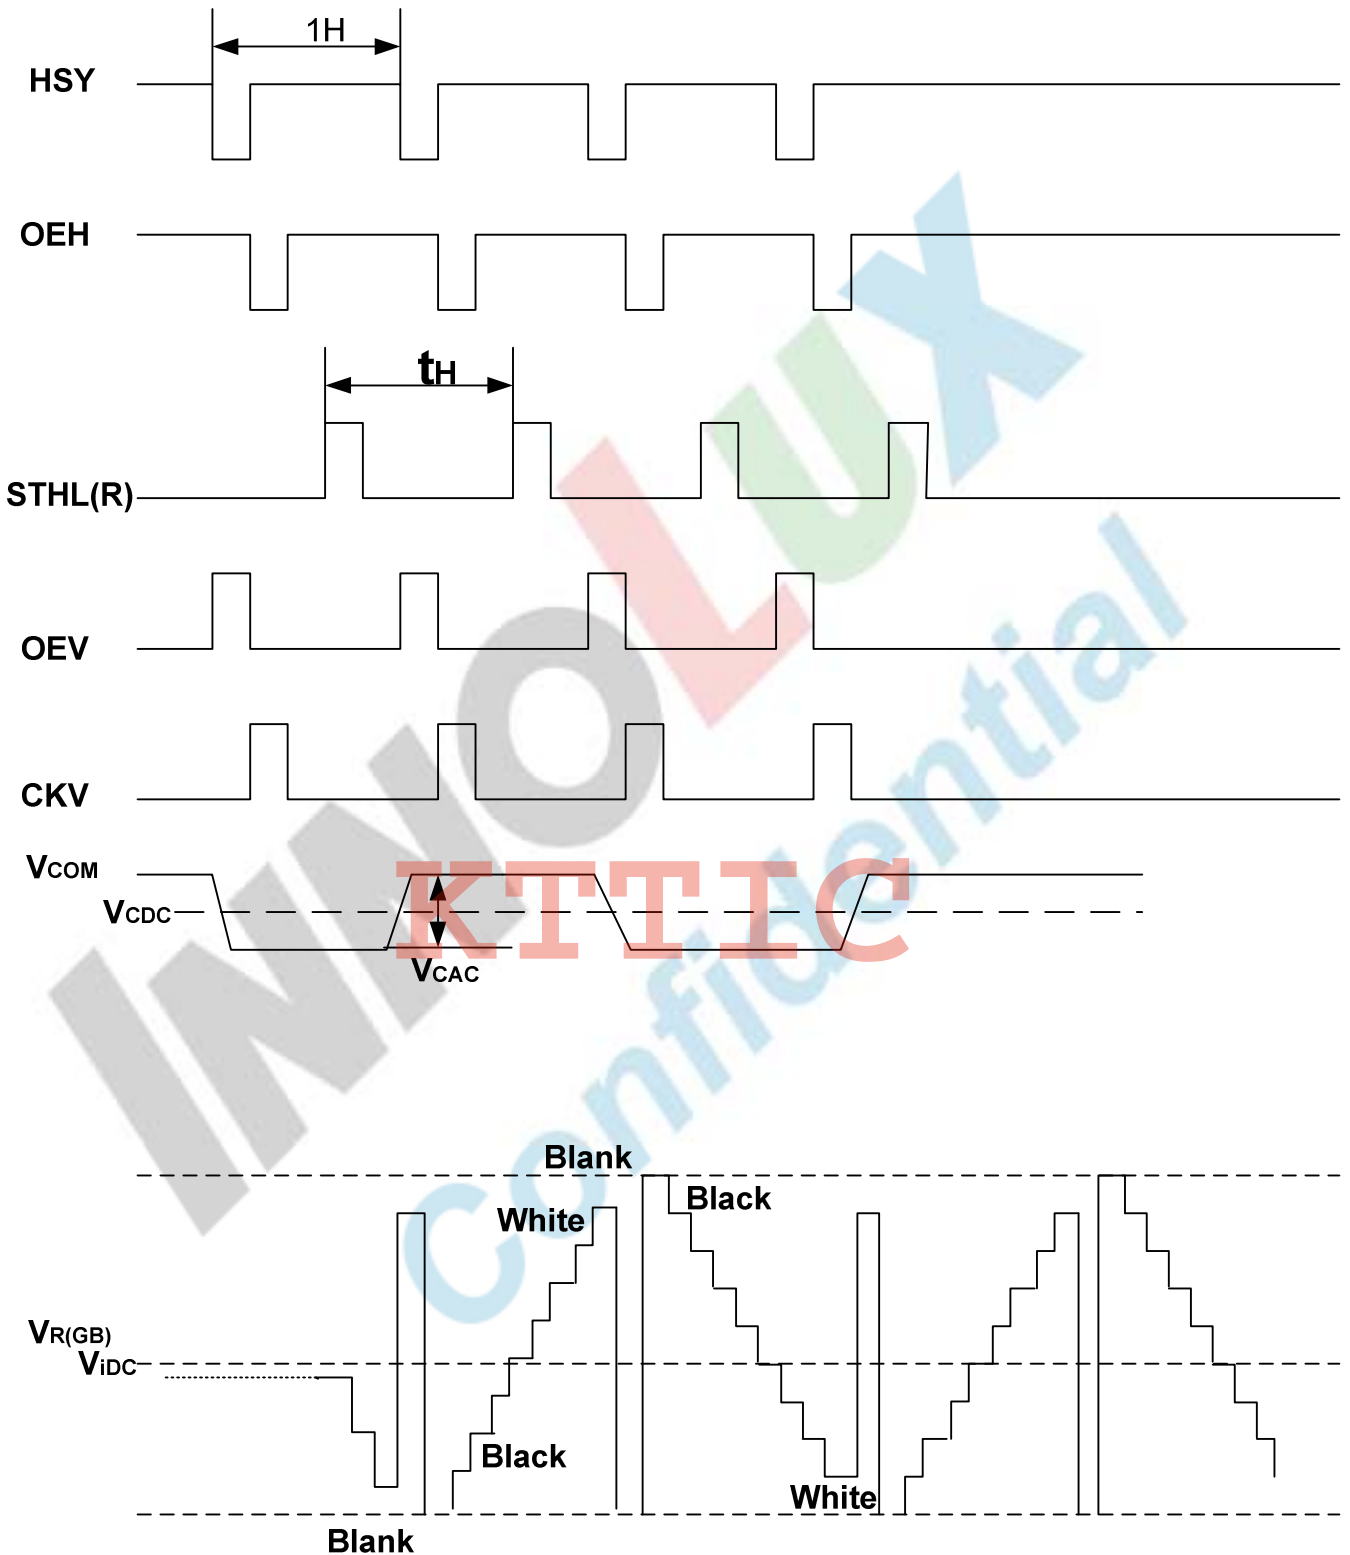 1H
HSY
OEH
tH
STHL(R)
OEV
CKV
VCOM
VCDC
VCAC
KTTIC
INNOLUX
Confidential
Blank
Black
White
VR(GB)
ViDC
Black
White
Blank